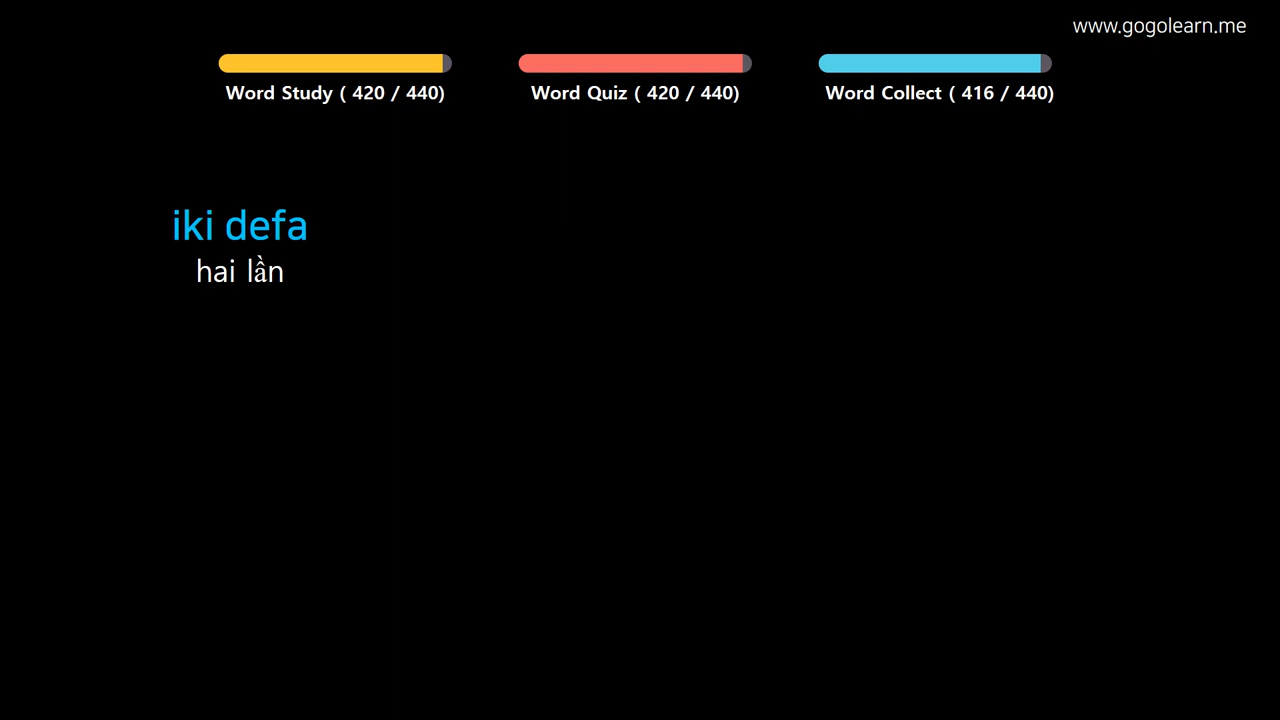 www.gogolearn.me
Word Study ( 420 / 440)
Word Quiz ( 420 / 440)
Word Collect ( 416 / 440)
iki defa
hai lần